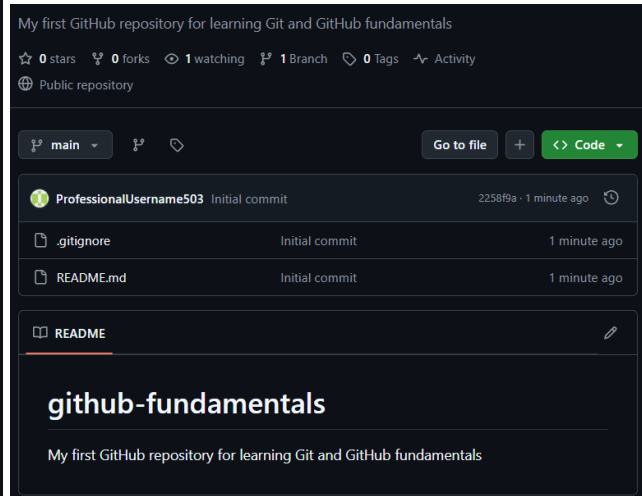 My first GitHub repository for learning Git and GitHub fundamentals
0 stars 0 forks 1 watching 1 Branch 0 Tags Activity
Public repository
main Go to file + <> Code
ProfessionalUsername503 Initial commit 2258f9a · 1 minute ago
.gitignore Initial commit 1 minute ago
README.md Initial commit 1 minute ago
README
github-fundamentals
My first GitHub repository for learning Git and GitHub fundamentals